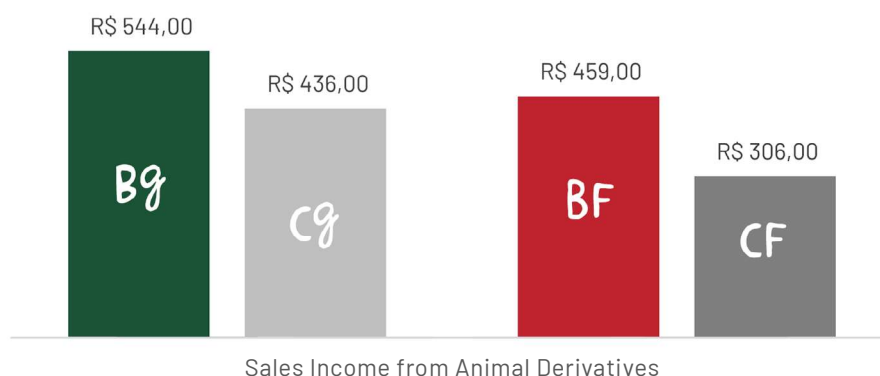 R$ 544,00
R$ 436,00
R$ 459,00
R$ 306,00
Bg
Cg
BF
CF
Sales Income from Animal Derivatives